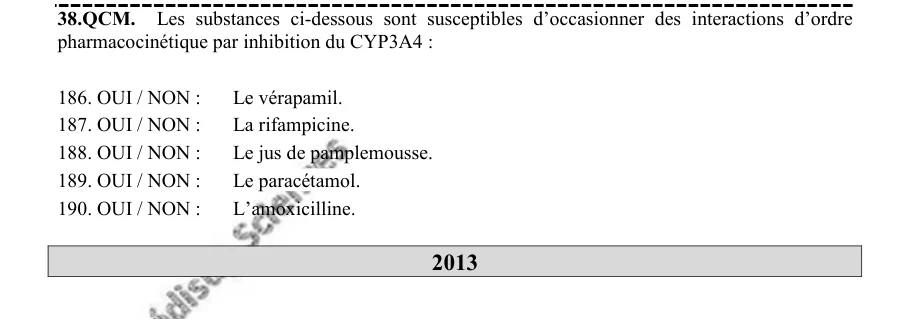 38.QCM. Les substances ci-dessous sont susceptibles d’occasionner des interactions d’ordre
pharmacocinétique par inhibition du CYP3A4 :
186. OUI / NON : Le vérapamil.
187. OUI / NON : La rifampicine.
188. OUI / NON : Le jus de pamplemousse.
189. OUI / NON : Le paracétamol.
190. OUI / NON : L’amoxicilline.
2013